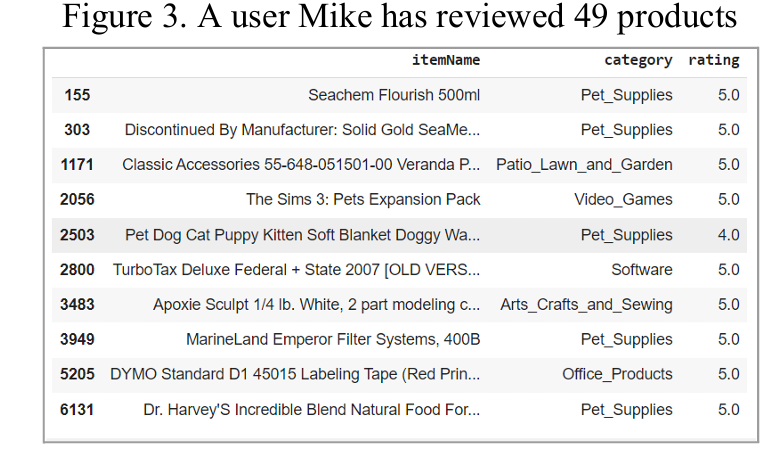 Figure 3. A user Mike has reviewed 49 products
itemName category rating
155 Seachem Flourish 500ml Pet_Supplies 5.0
303 Discontinued By Manufacturer: Solid Gold SeaMe... Pet_Supplies 5.0
1171 Classic Accessories 55-648-051501-00 Veranda P... Patio_Lawn_and_Garden 5.0
2056 The Sims 3: Pets Expansion Pack Video_Games 5.0
2503 Pet Dog Cat Puppy Kitten Soft Blanket Doggy Wa... Pet_Supplies 4.0
2800 TurboTax Deluxe Federal + State 2007 [OLD VERS... Software 5.0
3483 Apoxie Sculpt 1/4 lb. White, 2 part modeling c... Arts_Crafts_and_Sewing 5.0
3949 MarineLand Emperor Filter Systems, 400B Pet_Supplies 5.0
5205 DYMO Standard D1 45015 Labeling Tape (Red Prin... Office_Products 5.0
6131 Dr. Harvey'S Incredible Blend Natural Food For... Pet_Supplies 5.0